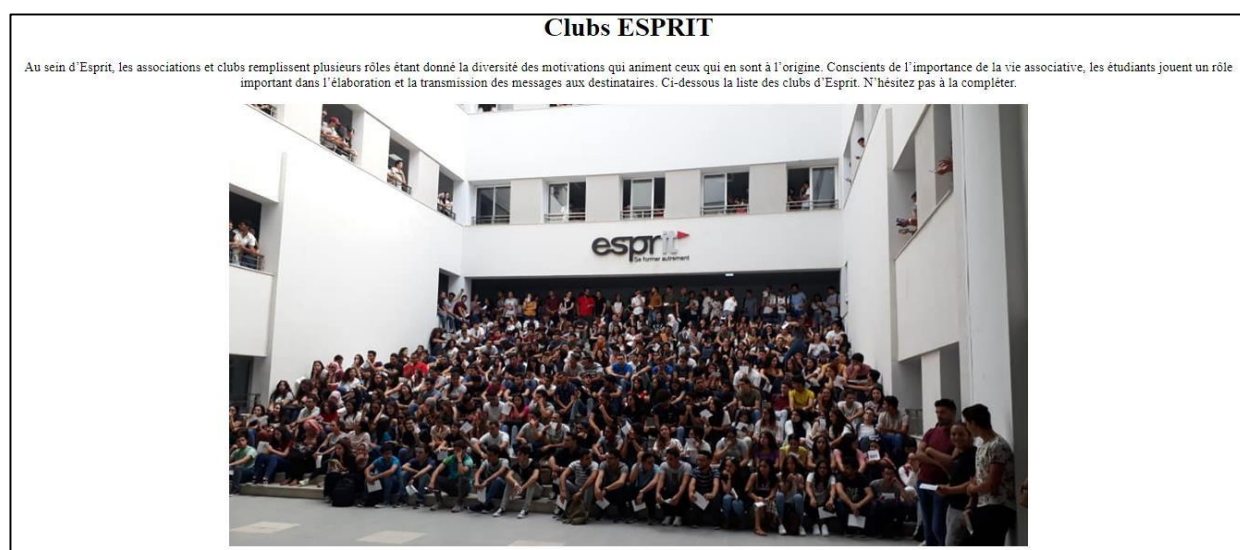 Clubs ESPRIT
Au sein d’Esprit, les associations et clubs remplissent plusieurs rôles étant donné la diversité des motivations qui animent ceux qui en sont à l’origine. Conscients de l’importance de la vie associative, les étudiants jouent un rôle
important dans l’élaboration et la transmission des messages aux destinataires. Ci-dessous la liste des clubs d’Esprit. N’hésitez pas à la compléter.
esprit
Se former autrement